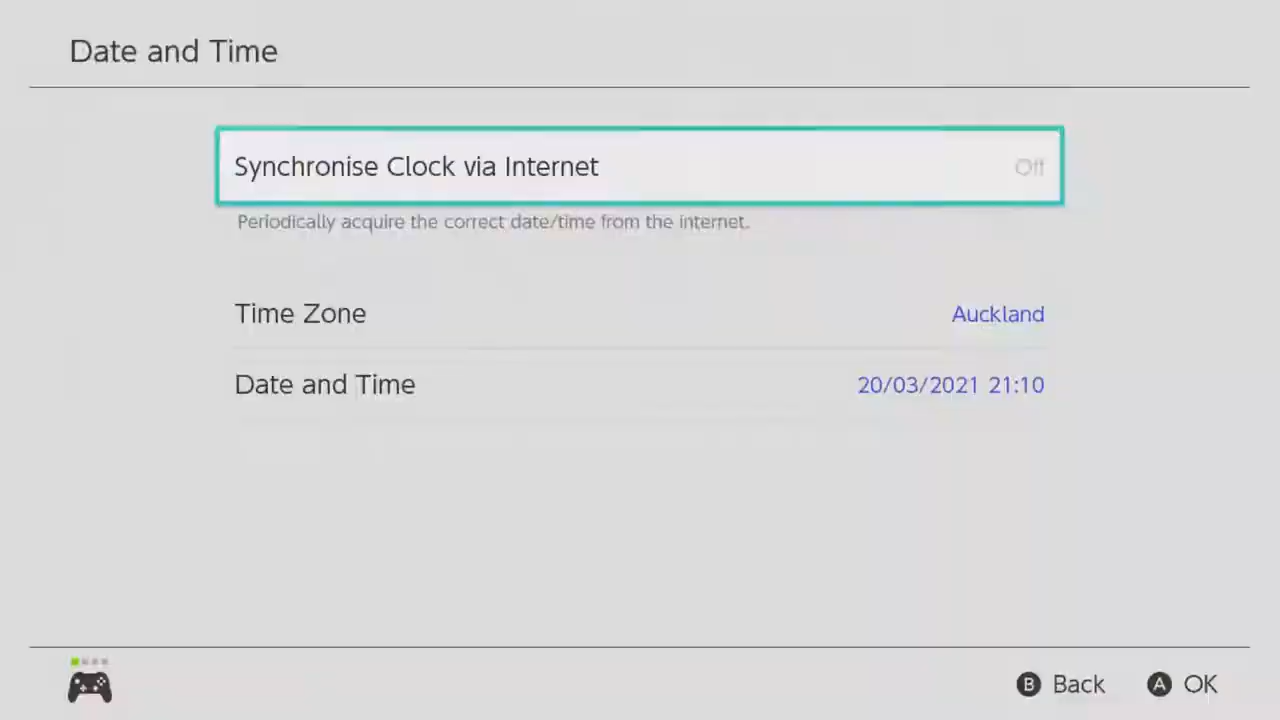 Date and Time
Synchronise Clock via Internet Off
Periodically acquire the correct date/time from the internet.
Time Zone Auckland
Date and Time 20/03/2021 21:10
B Back A OK